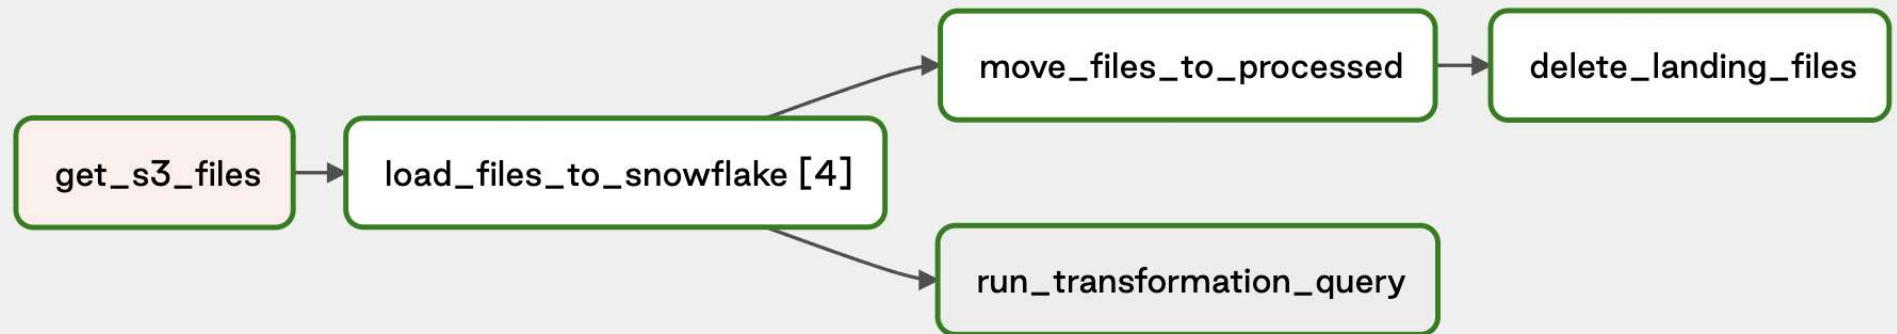 get_s3_files
load_files_to_snowflake [4]
move_files_to_processed
delete_landing_files
run_transformation_query